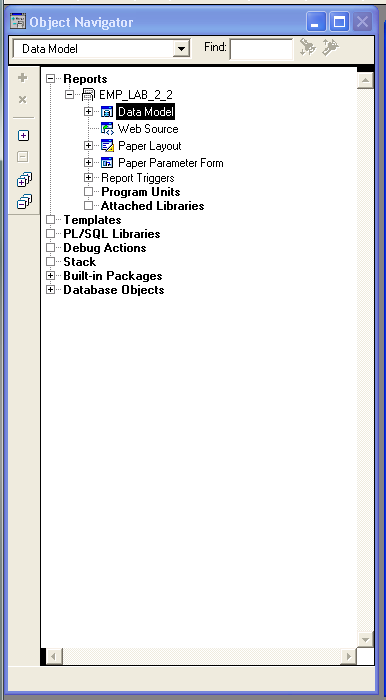 Object Navigator
Data Model Find:
Reports
EMP_LAB_2_2
Data Model
Web Source
Paper Layout
Paper Parameter Form
Report Triggers
Program Units
Attached Libraries
Templates
PL/SQL Libraries
Debug Actions
Stack
Built-in Packages
Database Objects